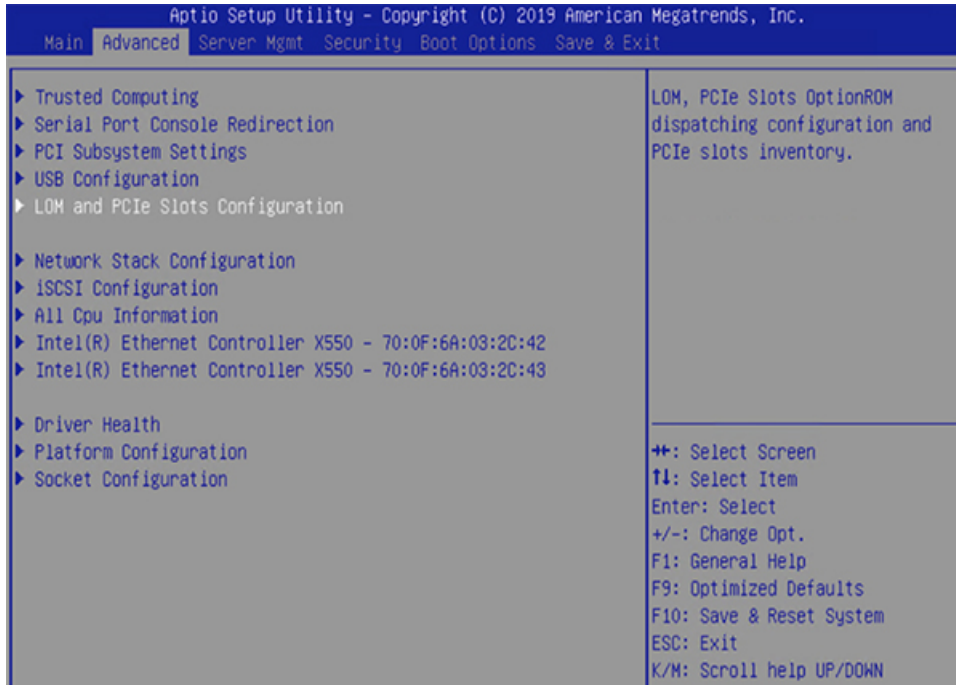 Aptio Setup Utility – Copyright (C) 2019 American Megatrends, Inc.
Main Advanced Server Mgmt Security Boot Options Save & Exit
Trusted Computing
Serial Port Console Redirection
PCI Subsystem Settings
USB Configuration
LOM and PCIe Slots Configuration
Network Stack Configuration
iSCSI Configuration
All Cpu Information
Intel(R) Ethernet Controller X550 – 70:0F:6A:03:2C:42
Intel(R) Ethernet Controller X550 – 70:0F:6A:03:2C:43
Driver Health
Platform Configuration
Socket Configuration
LOM, PCIe Slots OptionROM
dispatching configuration and
PCIe slots inventory.
→←: Select Screen
↑↓: Select Item
Enter: Select
+/-: Change Opt.
F1: General Help
F9: Optimized Defaults
F10: Save & Reset System
ESC: Exit
K/M: Scroll help UP/DOWN